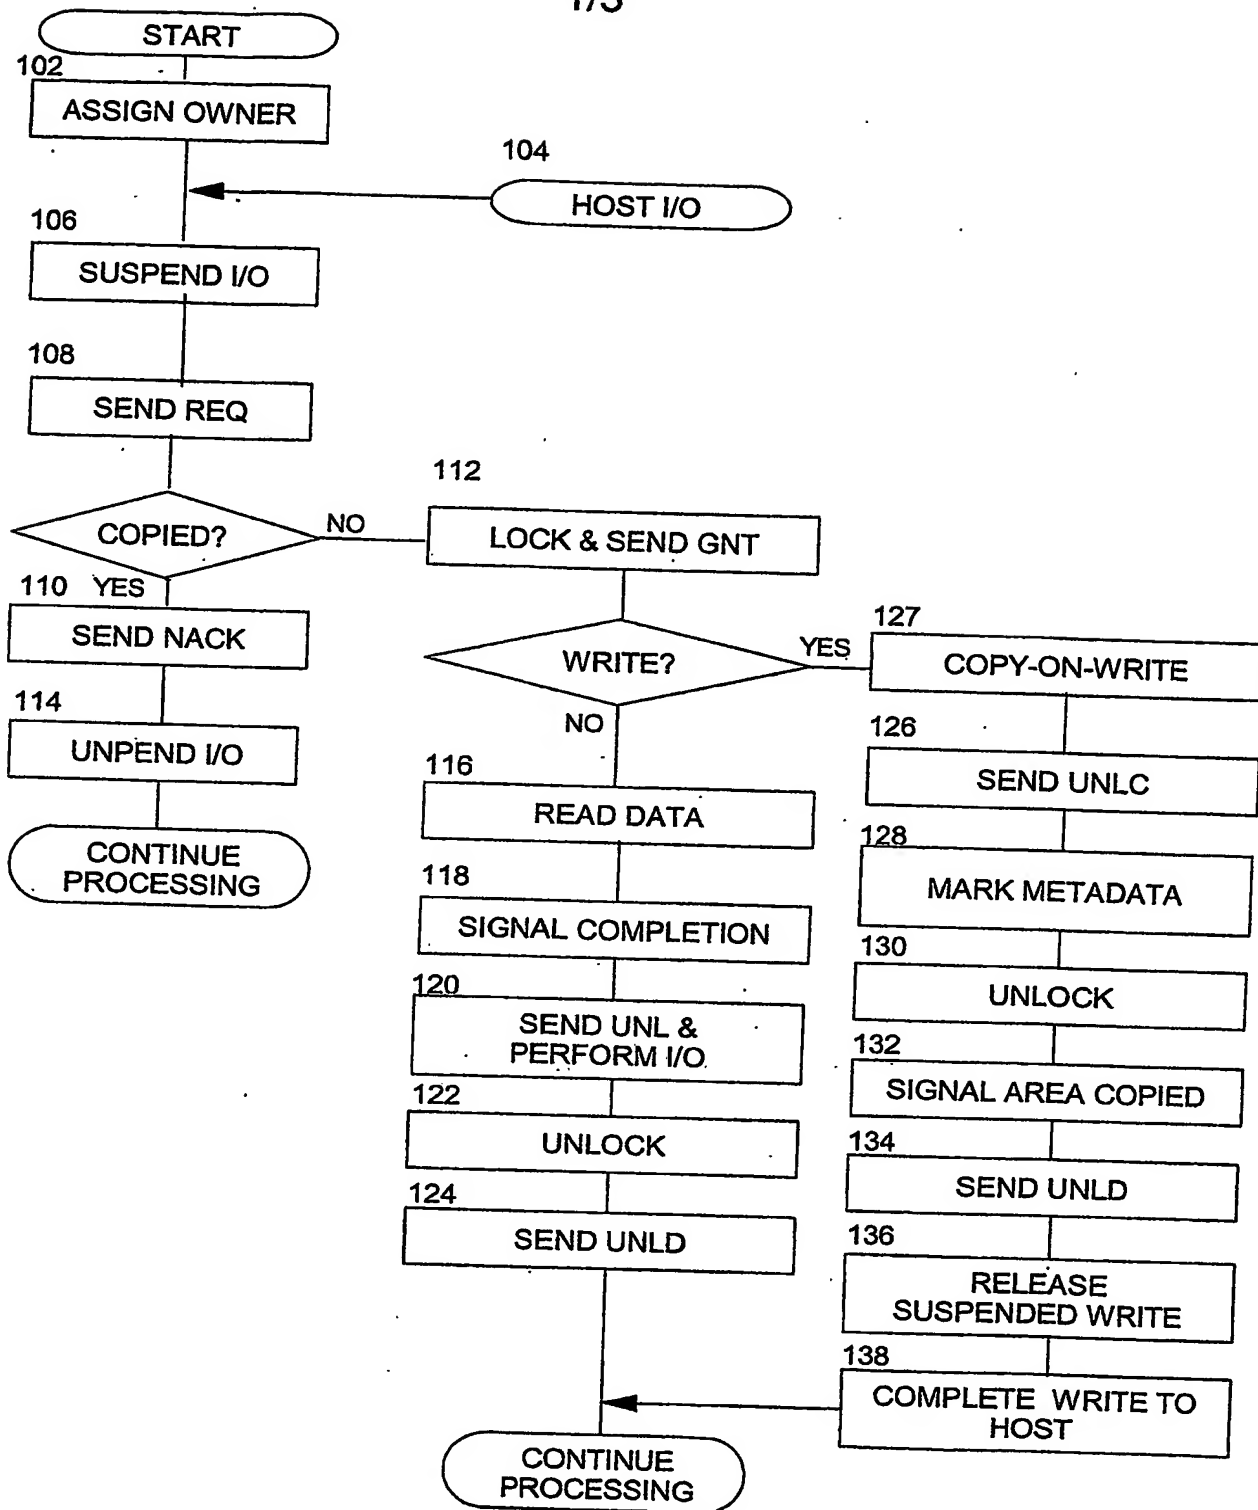 1/3
START
102
ASSIGN OWNER
104
HOST I/O
106
SUSPEND I/O
108
SEND REQ
COPIED?
NO
112
LOCK & SEND GNT
110
YES
SEND NACK
114
UNPEND I/O
CONTINUE
PROCESSING
WRITE?
YES
NO
116
READ DATA
118
SIGNAL COMPLETION
120
SEND UNL &
PERFORM I/O
122
UNLOCK
124
SEND UNLD
127
COPY-ON-WRITE
126
SEND UNLC
128
MARK METADATA
130
UNLOCK
132
SIGNAL AREA COPIED
134
SEND UNLD
136
RELEASE
SUSPENDED WRITE
138
COMPLETE WRITE TO
HOST
CONTINUE
PROCESSING